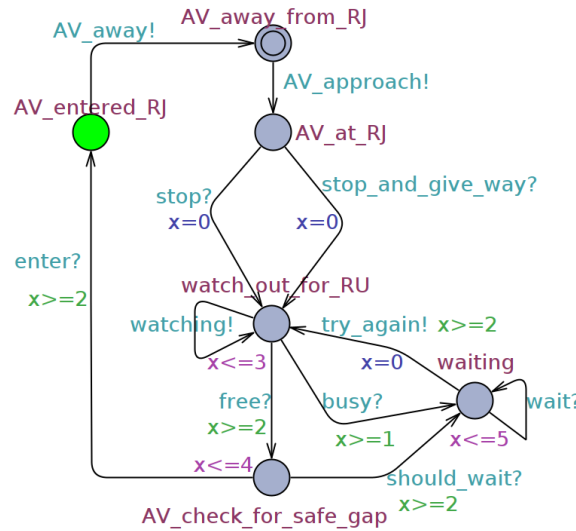 AV_away_from_RJ
AV_away!
AV_approach!
AV_entered_RJ
AV_at_RJ
stop?
stop_and_give_way?
x=0
x=0
enter?
x>=2
watch_out_for_RU
watching!
try_again!
x>=2
x<=3
x=0
waiting
free?
busy?
wait?
x>=2
x>=1
x<=5
x<=4
should_wait?
x>=2
AV_check_for_safe_gap